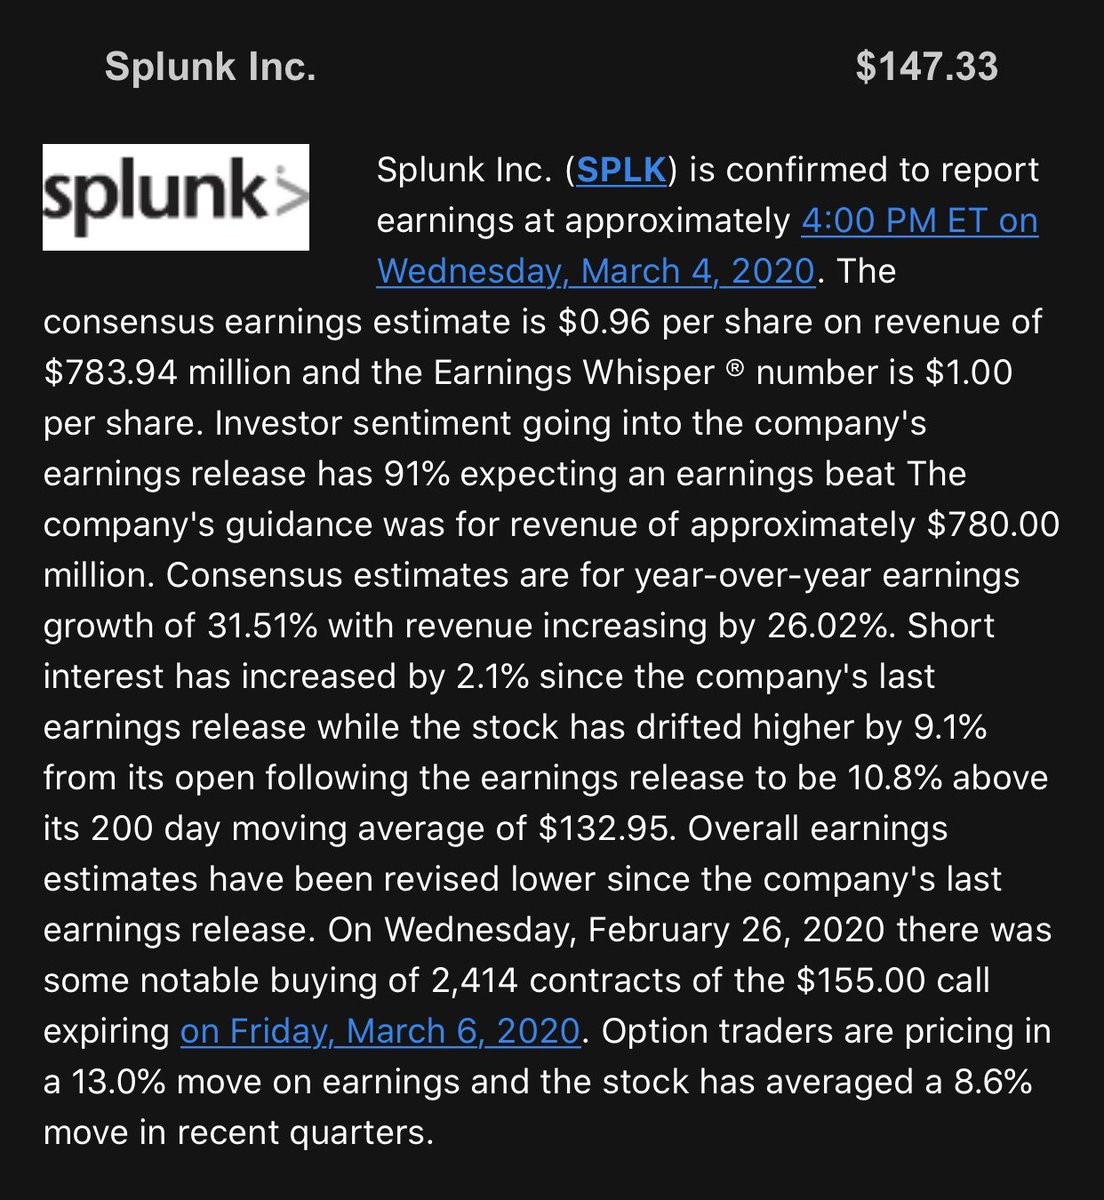 Splunk Inc. $147.33
splunk>
Splunk Inc. (SPLK) is confirmed to report
earnings at approximately 4:00 PM ET on
Wednesday, March 4, 2020. The
consensus earnings estimate is $0.96 per share on revenue of
$783.94 million and the Earnings Whisper ® number is $1.00
per share. Investor sentiment going into the company's
earnings release has 91% expecting an earnings beat The
company's guidance was for revenue of approximately $780.00
million. Consensus estimates are for year-over-year earnings
growth of 31.51% with revenue increasing by 26.02%. Short
interest has increased by 2.1% since the company's last
earnings release while the stock has drifted higher by 9.1%
from its open following the earnings release to be 10.8% above
its 200 day moving average of $132.95. Overall earnings
estimates have been revised lower since the company's last
earnings release. On Wednesday, February 26, 2020 there was
some notable buying of 2,414 contracts of the $155.00 call
expiring on Friday, March 6, 2020. Option traders are pricing in
a 13.0% move on earnings and the stock has averaged a 8.6%
move in recent quarters.